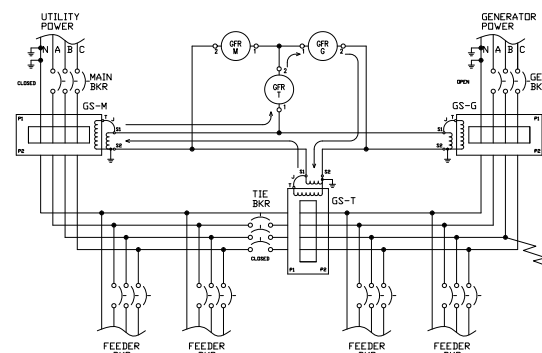 UTILITY
POWER
GENERATOR
POWER
N A B C
N A B C
2 GFR M 1
2 GFR G 1
2
GFR
T
1
CLOSED
MAIN
BKR
OPEN
GE
BK
GS-M
GS-G
P1
P2
T J
S1
S2
J T
S1
S2
P1
P2
J S1 S2
T
TIE
BKR
GS-T
CLOSED
P1 P2
FEEDER
FEEDER
FEEDER
FEEDER